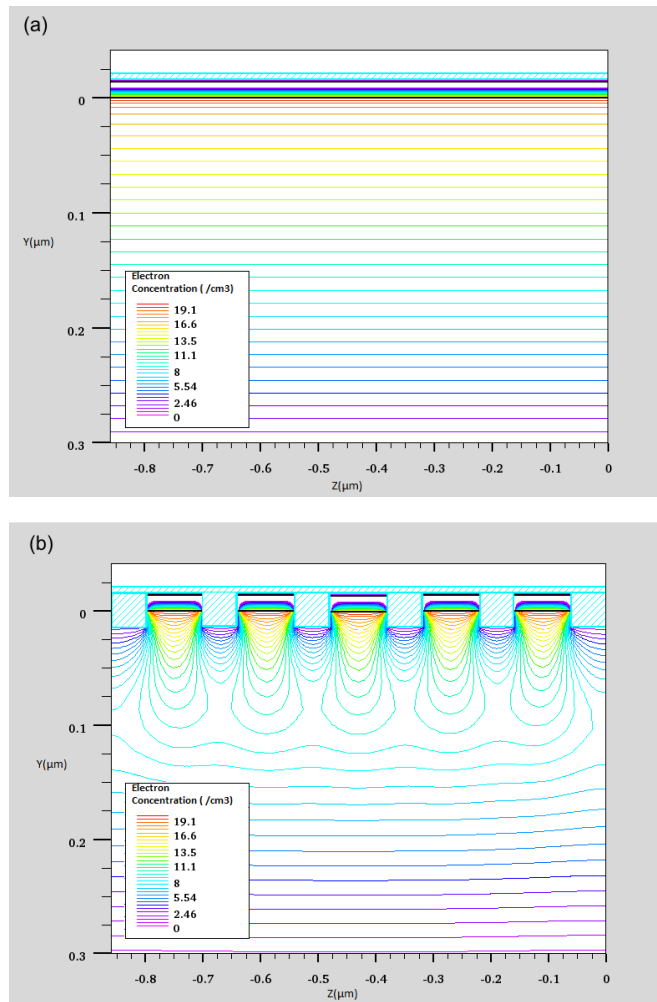 (a)
0
0.1
Y(μm)
0.2
0.3
Electron
Concentration ( /cm3)
19.1
16.6
13.5
11.1
8
5.54
2.46
0
-0.8 -0.7 -0.6 -0.5 -0.4 -0.3 -0.2 -0.1 0
Z(μm)
(b)
0
0.1
Y(μm)
0.2
0.3
Electron
Concentration ( /cm3)
19.1
16.6
13.5
11.1
8
5.54
2.46
0
-0.8 -0.7 -0.6 -0.5 -0.4 -0.3 -0.2 -0.1 0
Z(μm)